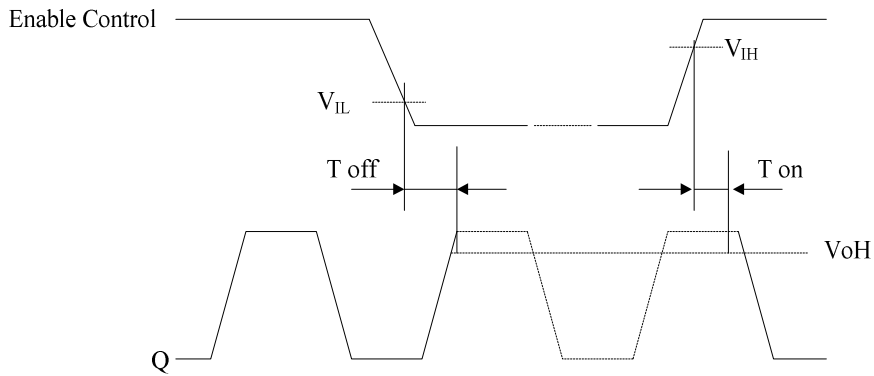 Enable Control
VIH
VIL
T off
T on
VoH
Q